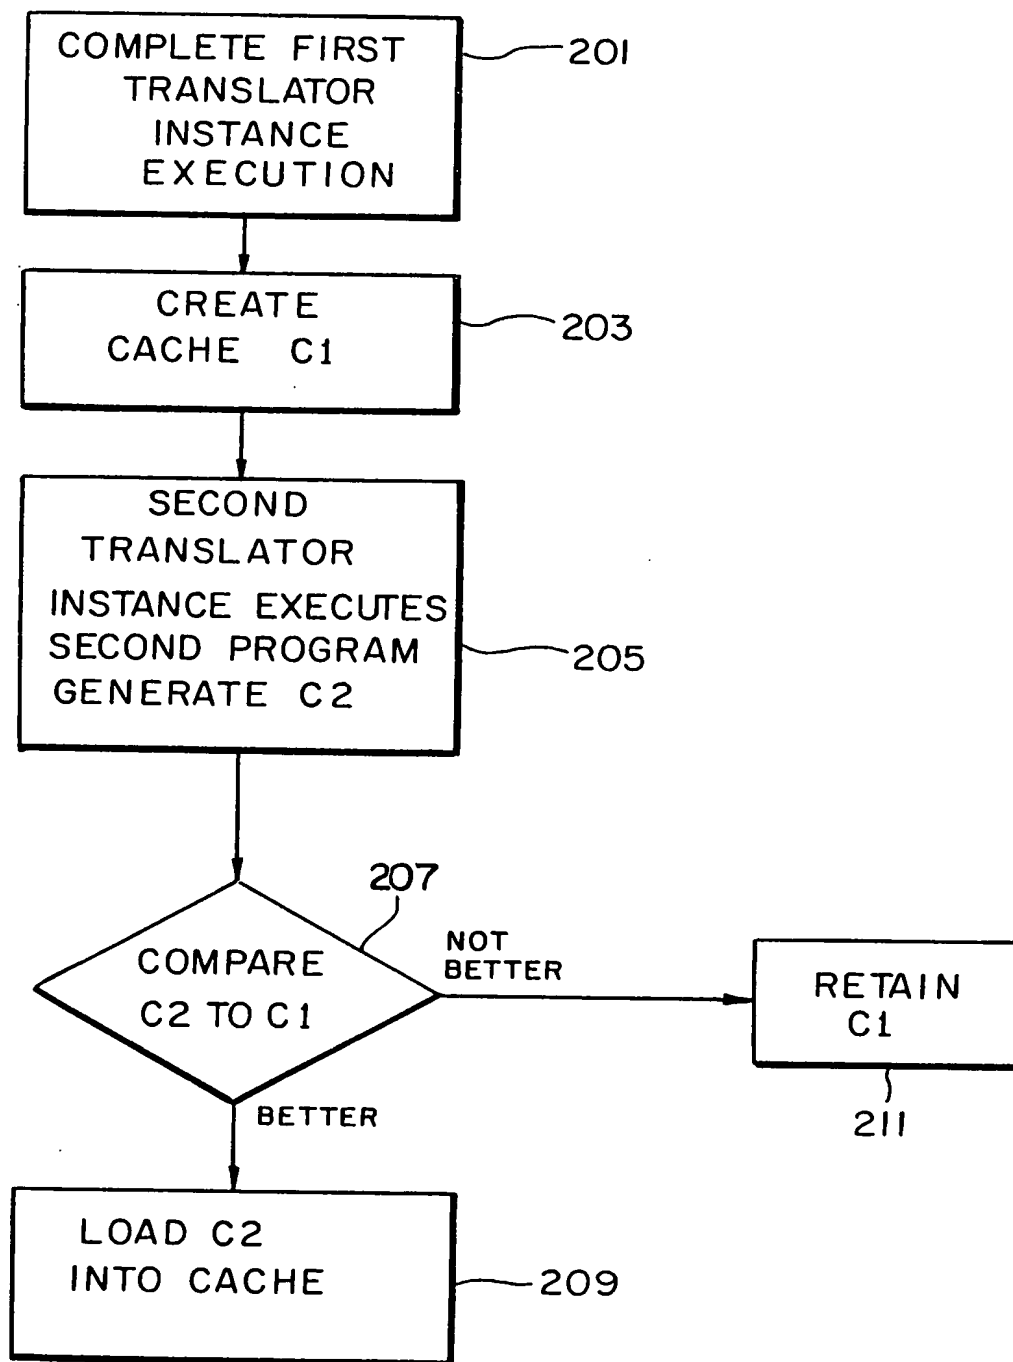 COMPLETE FIRST
TRANSLATOR
INSTANCE
EXECUTION
201
CREATE
CACHE C1
203
SECOND
TRANSLATOR
INSTANCE EXECUTES
SECOND PROGRAM
GENERATE C2
205
207
COMPARE
C2 TO C1
NOT
BETTER
RETAIN
C1
211
BETTER
LOAD C2
INTO CACHE
209